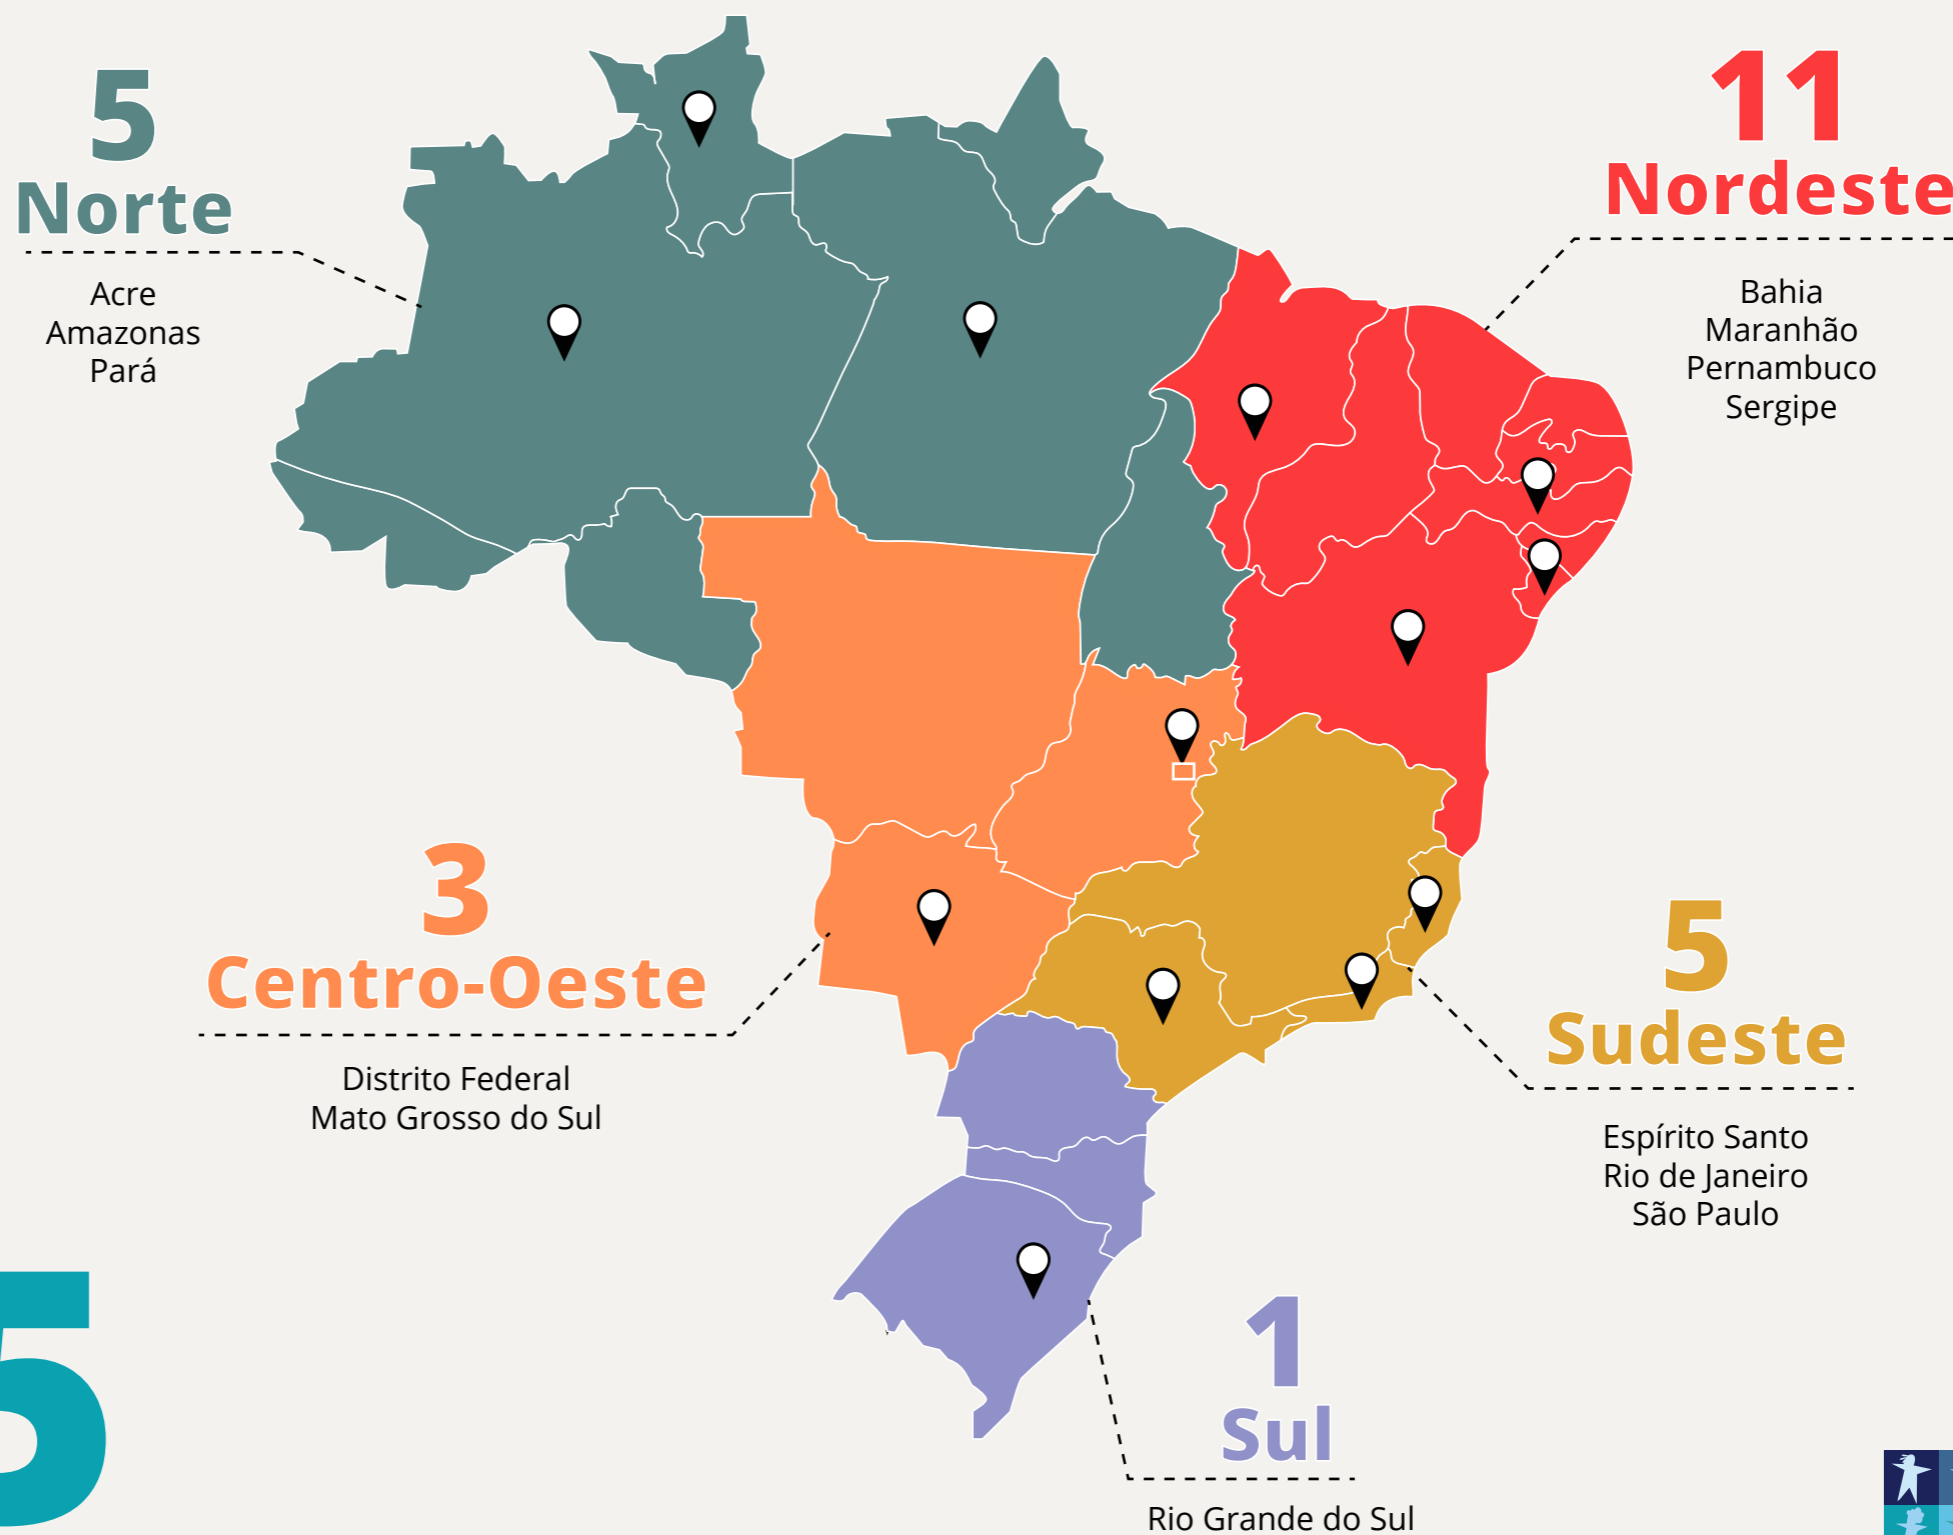 5
Norte
Acre
Amazonas
Pará
11
Nordeste
Bahia
Maranhão
Pernambuco
Sergipe
3
Centro-Oeste
Distrito Federal
Mato Grosso do Sul
5
Sudeste
Espírito Santo
Rio de Janeiro
São Paulo
1
Sul
Rio Grande do Sul
5